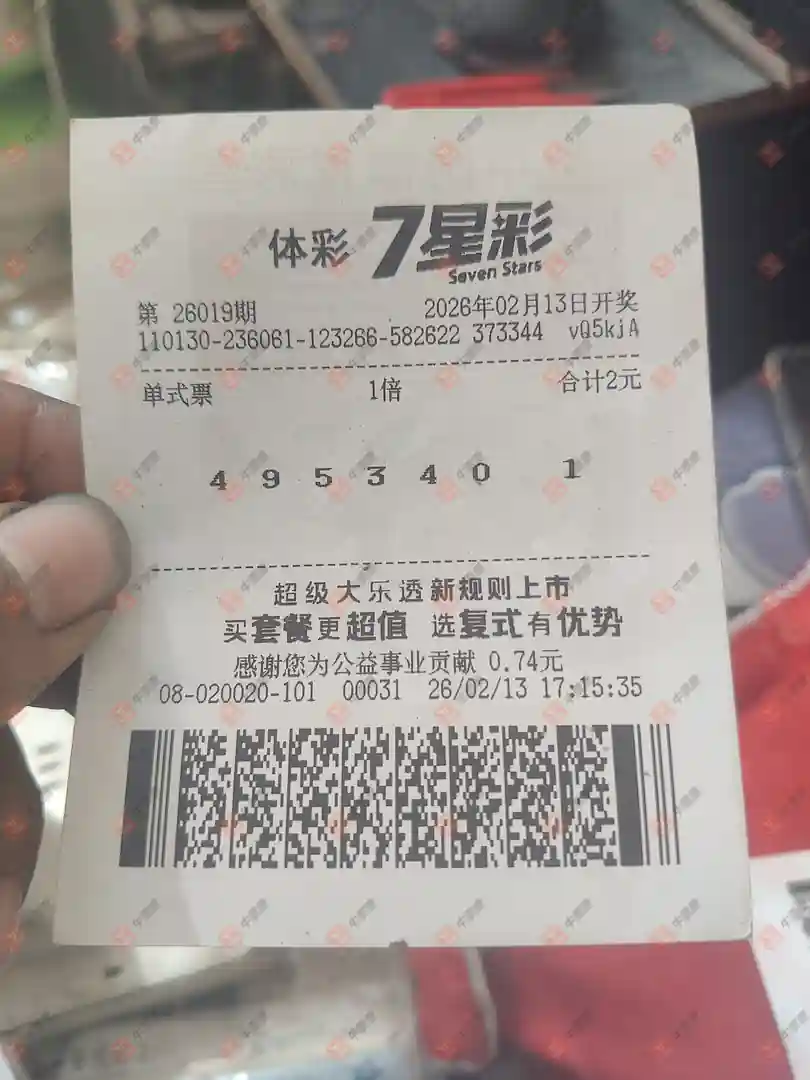 体彩 7星彩
Seven Stars
第 26019期 2026年02月13日开奖
110130-236061-123266-582622 373344 vQ5kjA
单式票 1倍 合计2元
4 9 5 3 4 0 1
超级大乐透新规则上市
买套餐更超值 选复式有优势
感谢您为公益事业贡献 0.74元
08-020020-101 00031 26/02/13 17:15:35